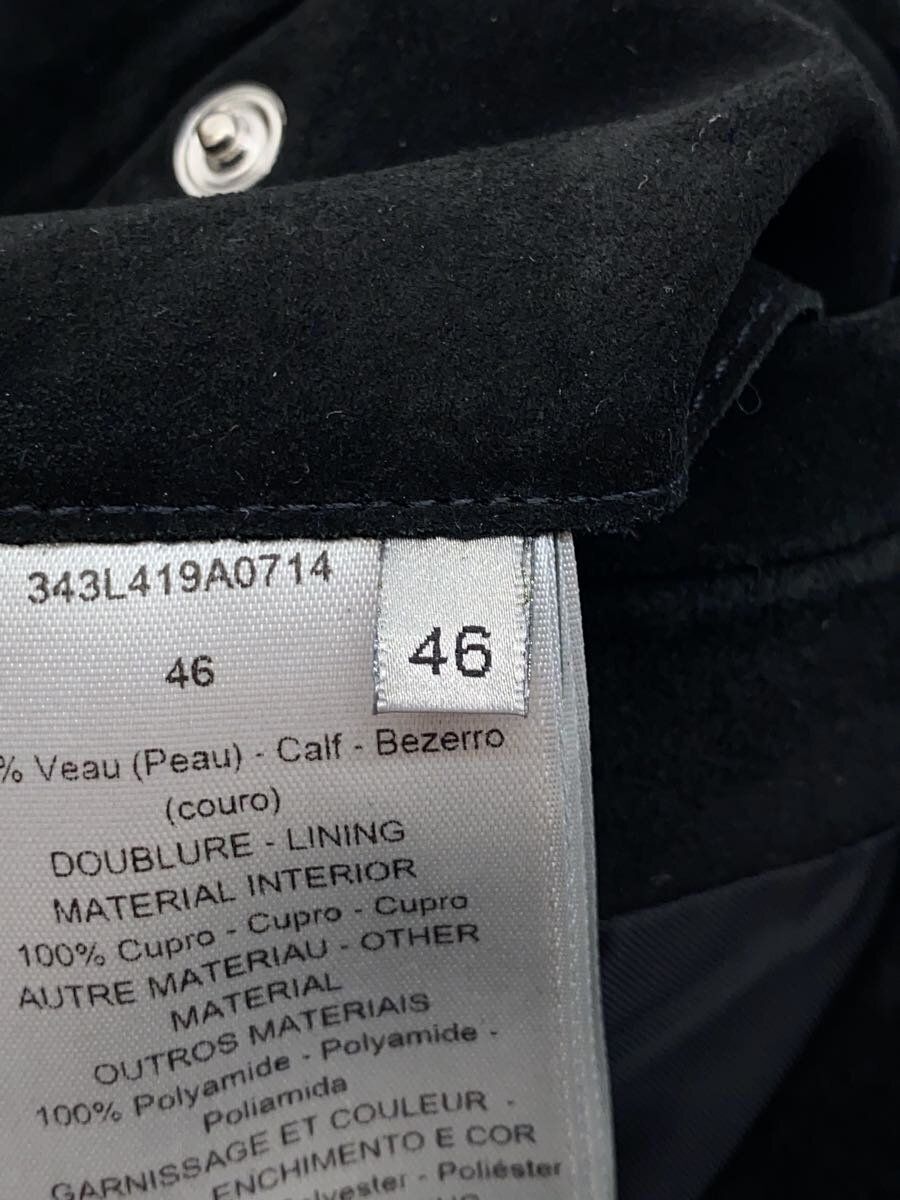 343L419A0714
46
46
% Veau (Peau) - Calf - Bezerro
(couro)
DOUBLURE - LINING
MATERIAL INTERIOR
100% Cupro - Cupro - Cupro
AUTRE MATERIAU - OTHER
MATERIAL
OUTROS MATERIAIS
100% Polyamide - Polyamide -
Poliamida
GARNISSAGE ET COULEUR -
ENCHIMENTO E COR
- Poliéster